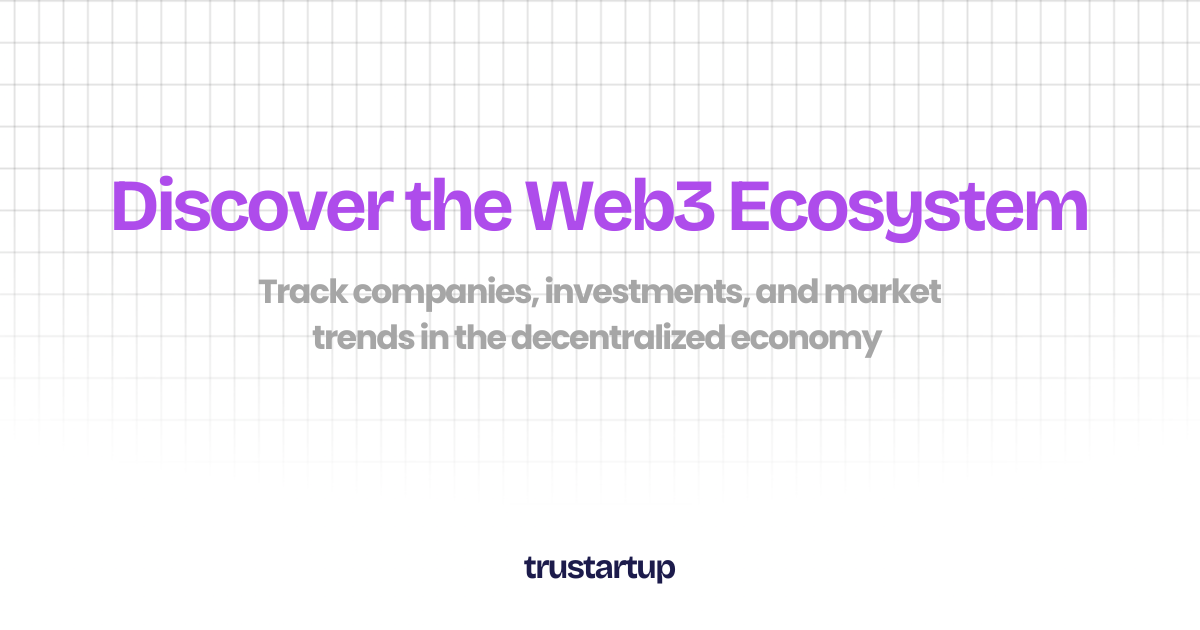 Discover the Web3 Ecosystem
Track companies, investments, and market
trends in the decentralized economy
trustartup